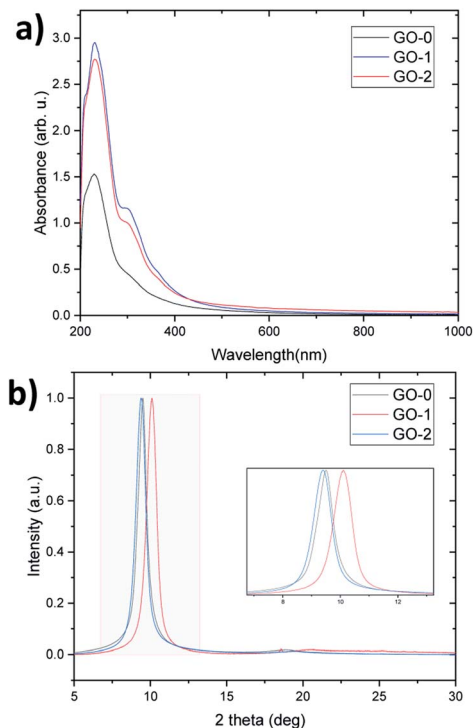 a)
GO-0
GO-1
GO-2
Absorbance (arb. u.)
3.0
2.5
2.0
1.5
1.0
0.5
0.0
200 400 600 800 1000
Wavelength(nm)
b)
GO-0
GO-1
GO-2
Intensity (a.u.)
1.0
0.8
0.6
0.4
0.2
0.0
8 10 12
5 10 15 20 25 30
2 theta (deg)